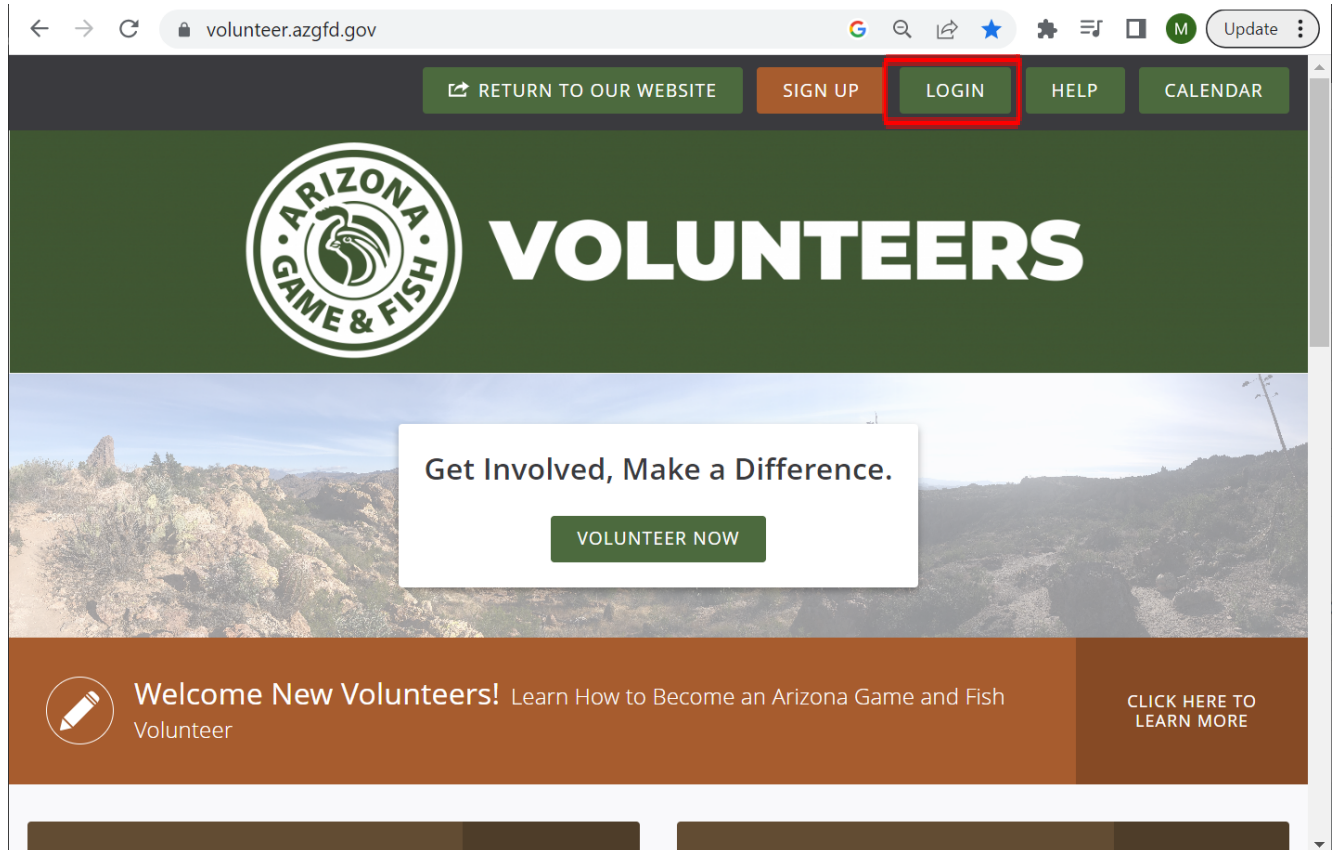 volunteer.azgfd.gov
G
M
Update
RETURN TO OUR WEBSITE
SIGN UP
LOGIN
HELP
CALENDAR
ARIZONA
GAME & FISH
VOLUNTEERS
Get Involved, Make a Difference.
VOLUNTEER NOW
Welcome New Volunteers! Learn How to Become an Arizona Game and Fish
Volunteer
CLICK HERE TO
LEARN MORE